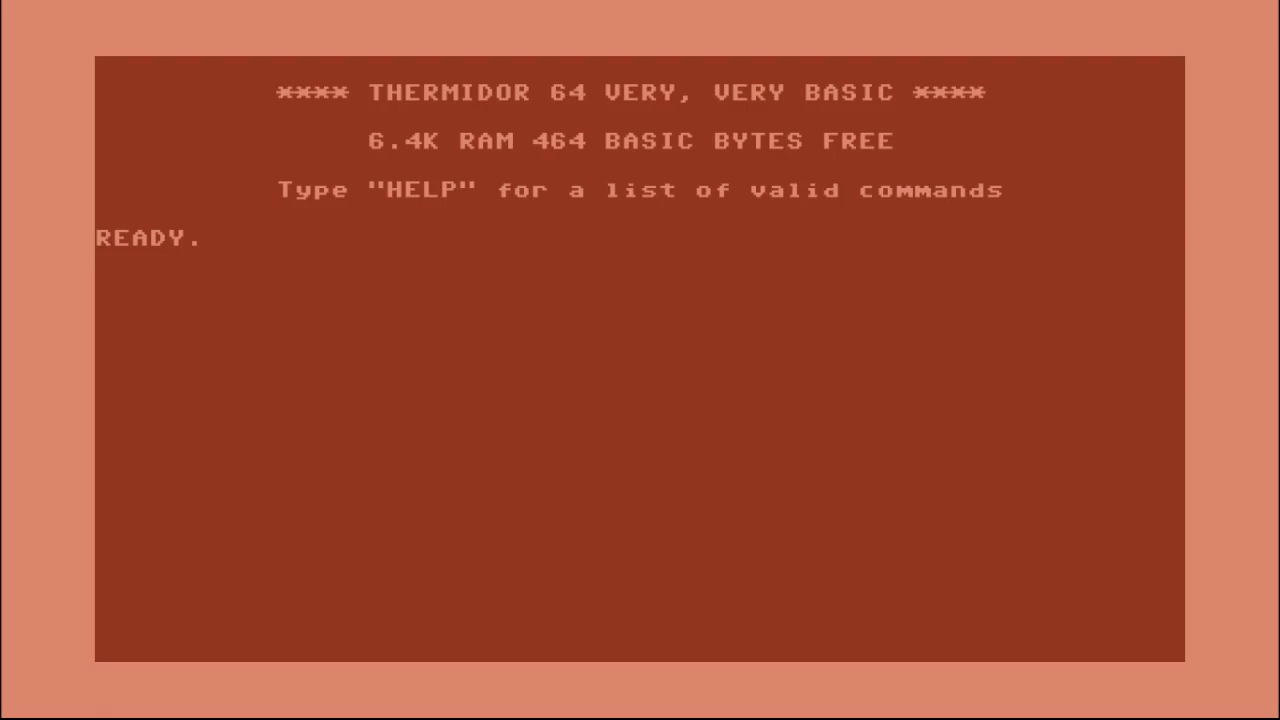 **** THERMIDOR 64 VERY, VERY BASIC ****
6.4K RAM 464 BASIC BYTES FREE
Type "HELP" for a list of valid commands
READY.